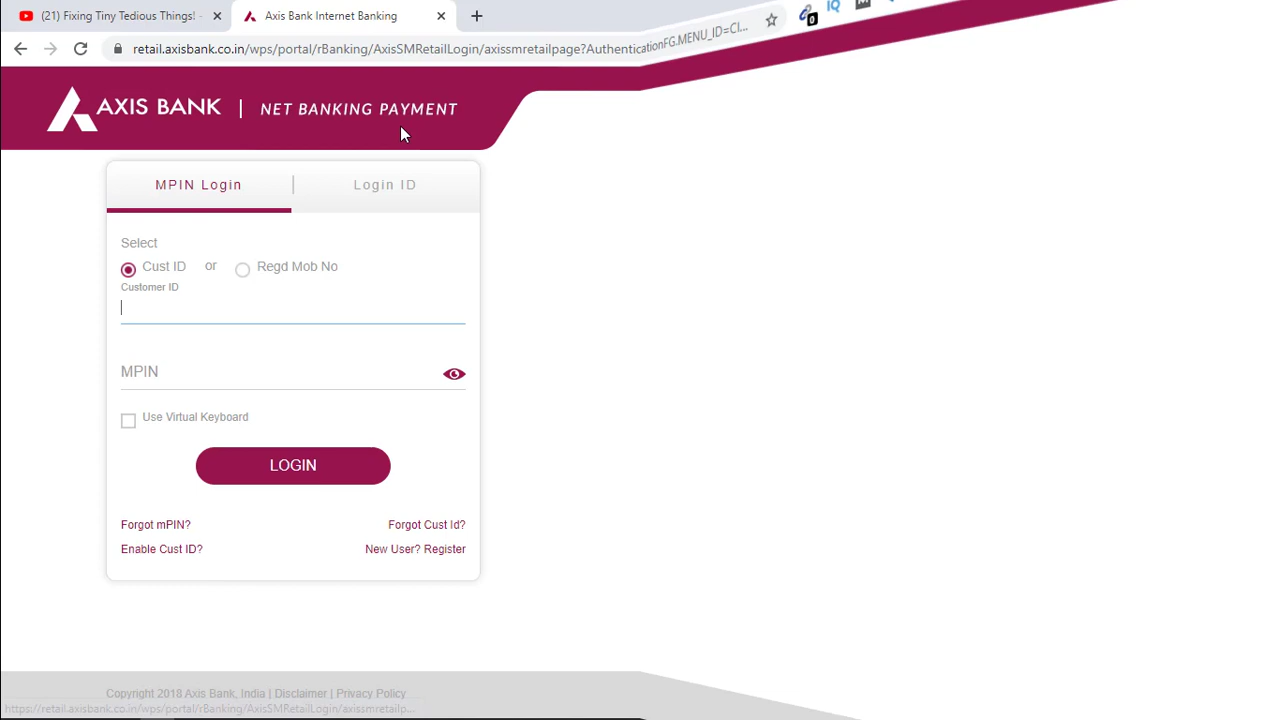 (21) Fixing Tiny Tedious Things! -
Axis Bank Internet Banking
IQ
0
retail.axisbank.co.in/wps/portal/rBanking/AxisSMRetailLogin/axissmretailpage?AuthenticationFG.MENU_ID=CI...
AXIS BANK | NET BANKING PAYMENT
MPIN Login | Login ID
Select
Cust ID or Regd Mob No
Customer ID
MPIN
Use Virtual Keyboard
LOGIN
Forgot mPIN? Forgot Cust Id?
Enable Cust ID? New User? Register
Copyright 2018 Axis Bank, India | Disclaimer | Privacy Policy
https://retail.axisbank.co.in/wps/portal/rBanking/AxisSMRetailLogin/axissmretailp...